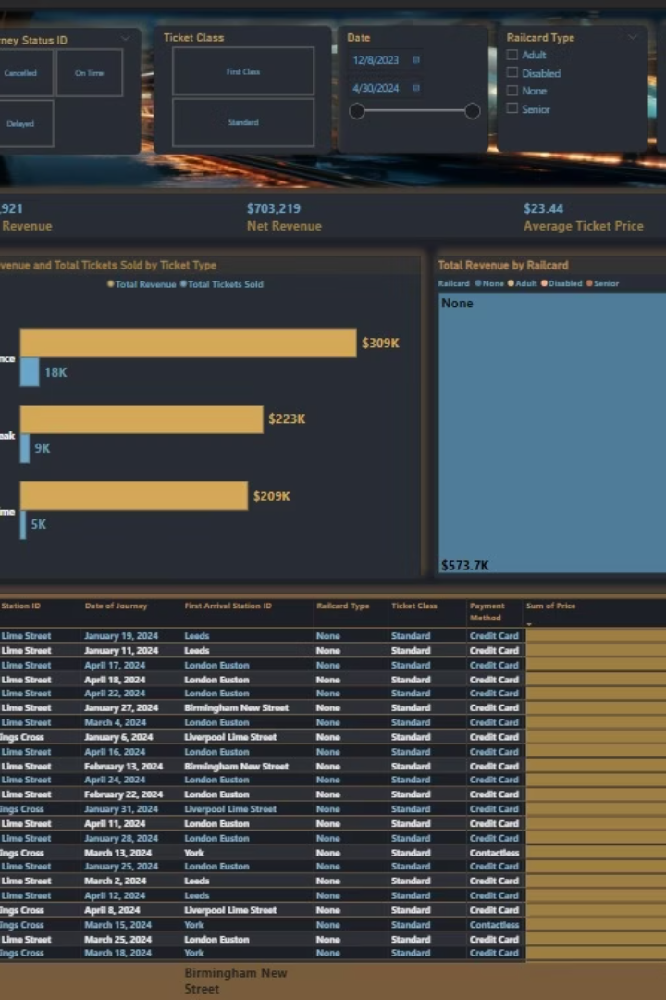 ney Status ID
Cancelled
On Time
Delayed
Ticket Class
First Class
Standard
Date
12/8/2023
4/30/2024
Railcard Type
Adult
Disabled
None
Senior
,921
Revenue
$703,219
Net Revenue
$23.44
Average Ticket Price
venue and Total Tickets Sold by Ticket Type
Total Revenue Total Tickets Sold
nce
$309K
18K
eak
$223K
9K
ime
$209K
5K
Total Revenue by Railcard
Railcard None Adult Disabled Senior
None
$573.7K
Station ID Date of Journey First Arrival Station ID Railcard Type Ticket Class Payment Method Sum of Price
Lime Street January 19, 2024 Leeds None Standard Credit Card
Lime Street January 11, 2024 Leeds None Standard Credit Card
Lime Street April 17, 2024 London Euston None Standard Credit Card
Lime Street April 18, 2024 London Euston None Standard Credit Card
Lime Street April 22, 2024 London Euston None Standard Credit Card
Lime Street January 27, 2024 Birmingham New Street None Standard Credit Card
Lime Street March 4, 2024 London Euston None Standard Credit Card
ings Cross January 6, 2024 Liverpool Lime Street None Standard Credit Card
Lime Street April 16, 2024 London Euston None Standard Credit Card
Lime Street February 13, 2024 Birmingham New Street None Standard Credit Card
Lime Street April 24, 2024 London Euston None Standard Credit Card
Lime Street February 22, 2024 London Euston None Standard Credit Card
ings Cross January 31, 2024 Liverpool Lime Street None Standard Credit Card
Lime Street April 11, 2024 London Euston None Standard Credit Card
Lime Street January 28, 2024 London Euston None Standard Credit Card
ings Cross March 13, 2024 York None Standard Contactless
Lime Street January 25, 2024 London Euston None Standard Credit Card
Lime Street March 2, 2024 Leeds None Standard Credit Card
Lime Street April 12, 2024 Leeds None Standard Credit Card
ings Cross April 8, 2024 Liverpool Lime Street None Standard Credit Card
ings Cross March 15, 2024 York None Standard Contactless
Lime Street March 25, 2024 London Euston None Standard Credit Card
ings Cross March 18, 2024 York None Standard Credit Card
Birmingham New
Street